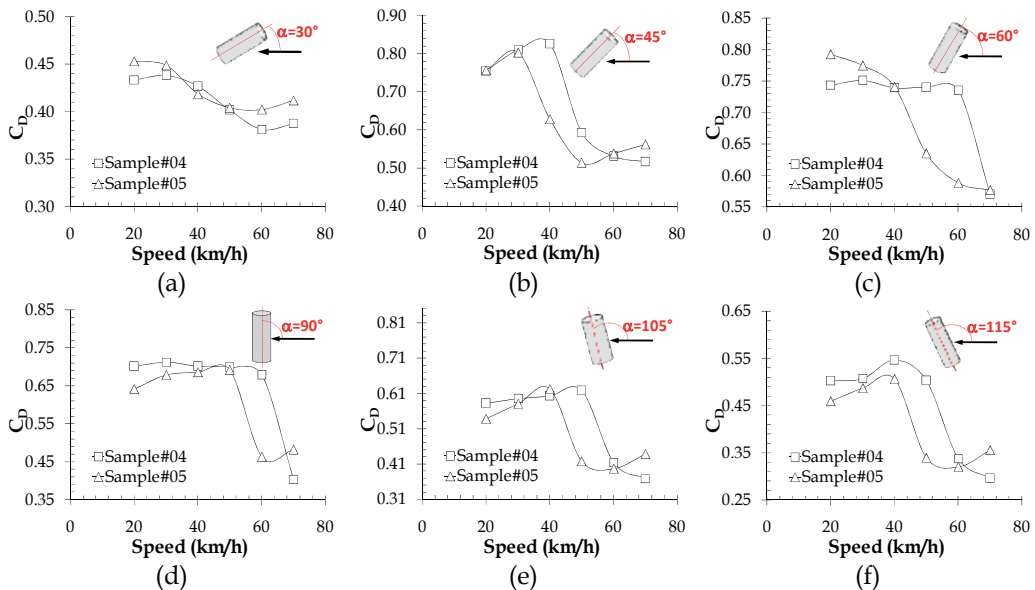 0.50
0.45
0.40
0.35
0.30
C_D
α=30°
Sample#04
Sample#05
0 20 40 60 80
Speed (km/h)
(a)
0.90
0.80
0.70
0.60
0.50
0.40
C_D
α=45°
Sample#04
Sample#05
0 20 40 60 80
Speed (km/h)
(b)
0.85
0.80
0.75
0.70
0.65
0.60
0.55
C_D
α=60°
Sample#04
Sample#05
0 20 40 60 80
Speed (km/h)
(c)
0.85
0.75
0.65
0.55
0.45
0.35
C_D
α=90°
Sample#04
Sample#05
0 20 40 60 80
Speed (km/h)
(d)
0.81
0.71
0.61
0.51
0.41
0.31
C_D
α=105°
Sample#04
Sample#05
0 20 40 60 80
Speed (km/h)
(e)
0.65
0.55
0.45
0.35
0.25
C_D
α=115°
Sample#04
Sample#05
0 20 40 60 80
Speed (km/h)
(f)